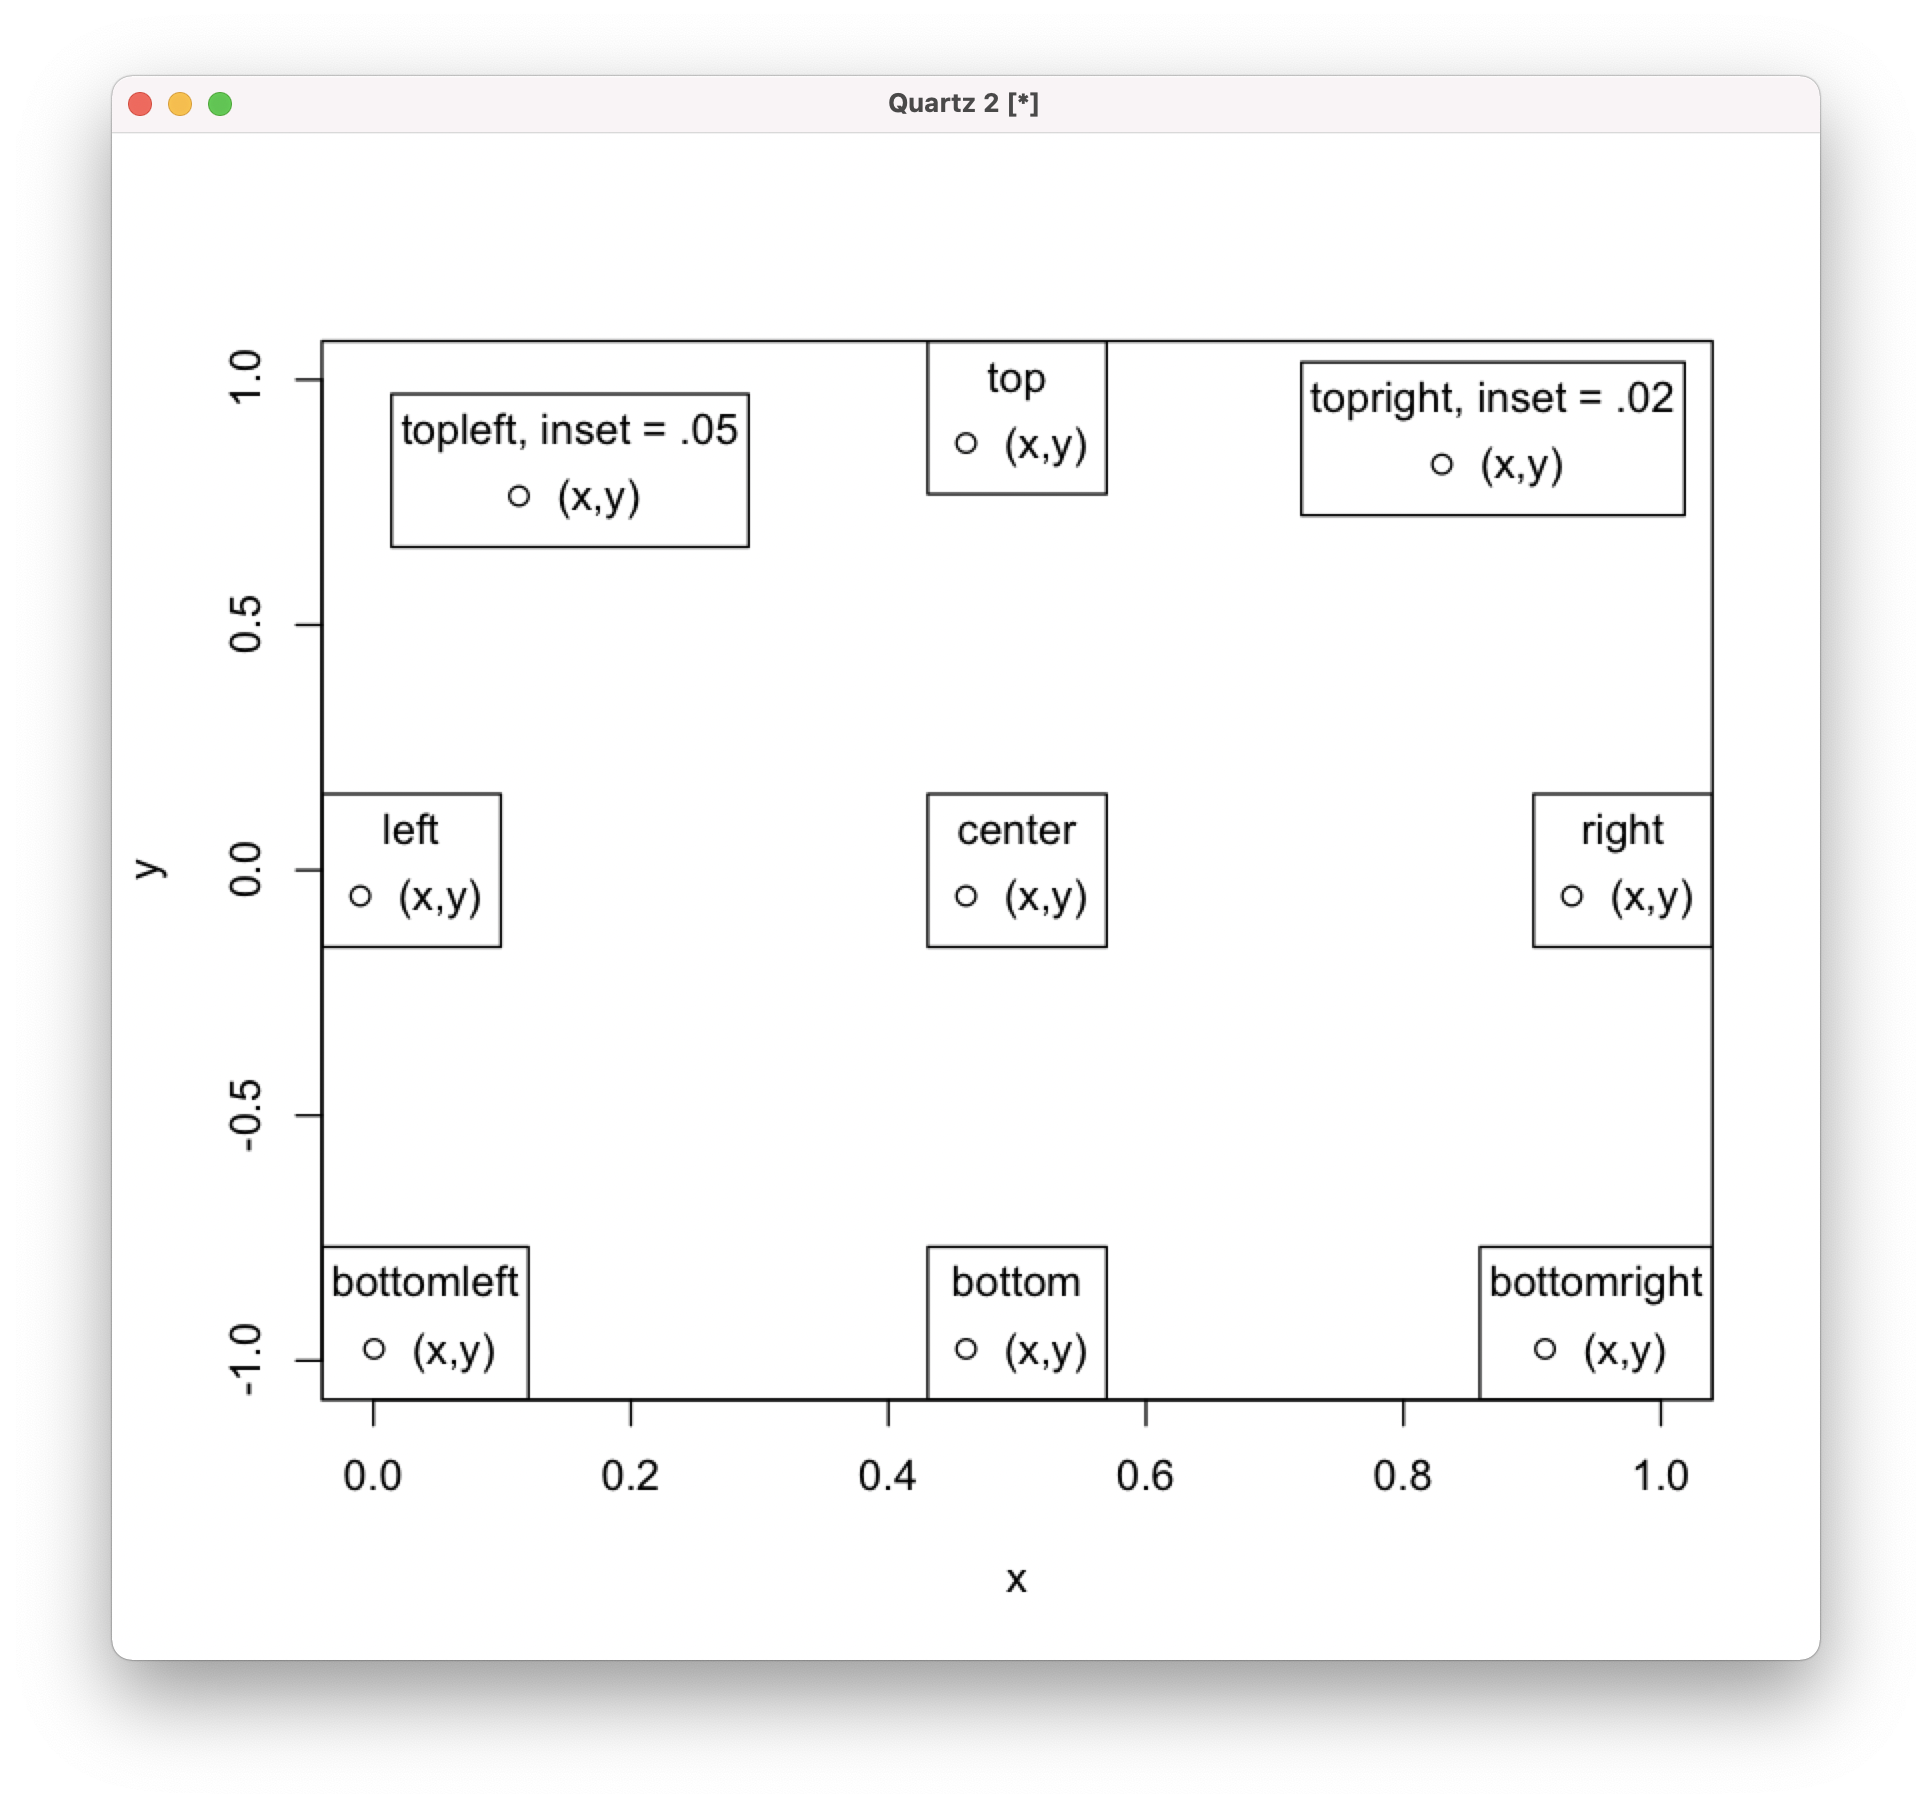 Quartz 2 [*]
top
(x,y)
topright, inset = .02
(x,y)
topleft, inset = .05
(x,y)
left
(x,y)
center
(x,y)
right
(x,y)
bottomleft
(x,y)
bottom
(x,y)
bottomright
(x,y)
1.0
0.5
0.0
-0.5
-1.0
y
0.0 0.2 0.4 0.6 0.8 1.0
x